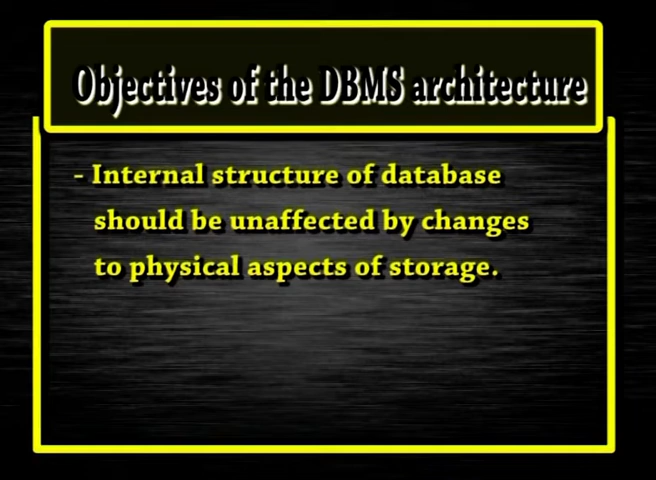 Objectives of the DBMS architecture
- Internal structure of database
should be unaffected by changes
to physical aspects of storage.